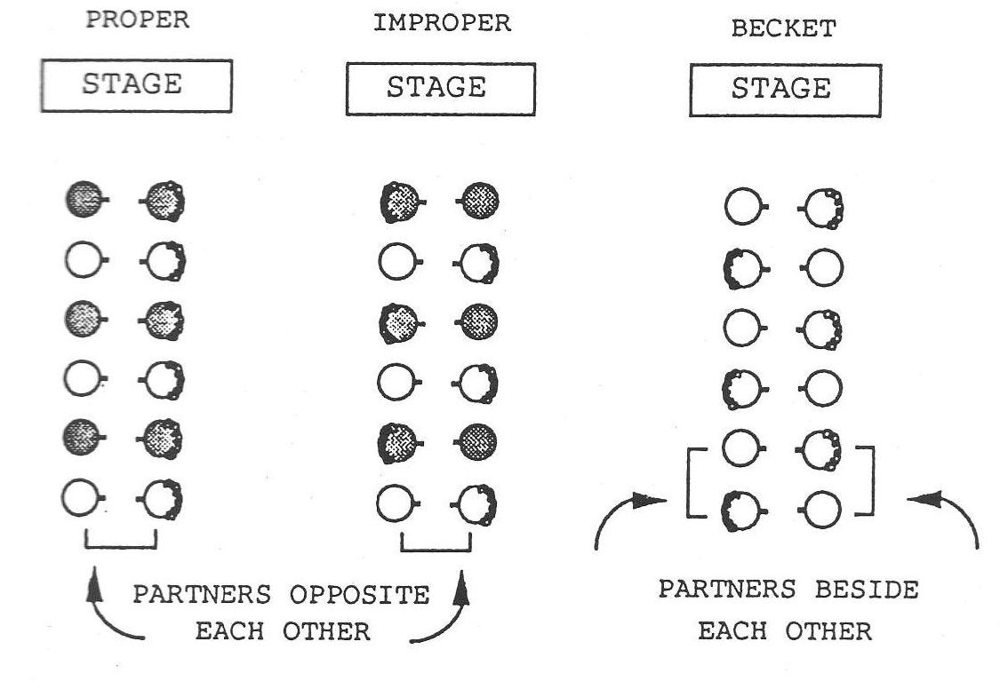 PROPER
IMPROPER
BECKET
STAGE
STAGE
STAGE
PARTNERS OPPOSITE
EACH OTHER
PARTNERS BESIDE
EACH OTHER